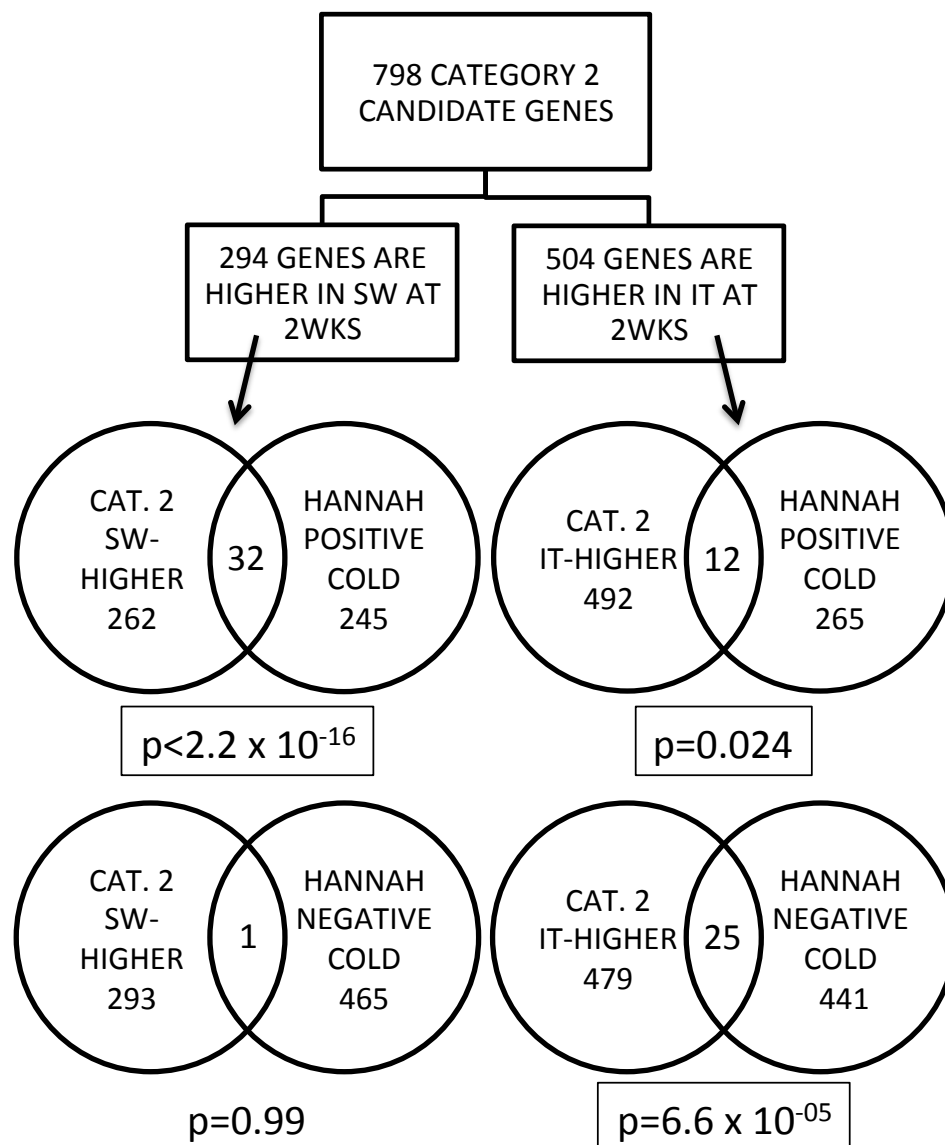 798 CATEGORY 2
CANDIDATE GENES
294 GENES ARE
HIGHER IN SW AT
2WKS
504 GENES ARE
HIGHER IN IT AT
2WKS
CAT. 2
SW-
HIGHER
262
32
HANNAH
POSITIVE
COLD
245
CAT. 2
IT-HIGHER
492
12
HANNAH
POSITIVE
COLD
265
p<2.2 x 10⁻¹⁶
p=0.024
CAT. 2
SW-
HIGHER
293
1
HANNAH
NEGATIVE
COLD
465
CAT. 2
IT-HIGHER
479
25
HANNAH
NEGATIVE
COLD
441
p=0.99
p=6.6 x 10⁻⁰⁵